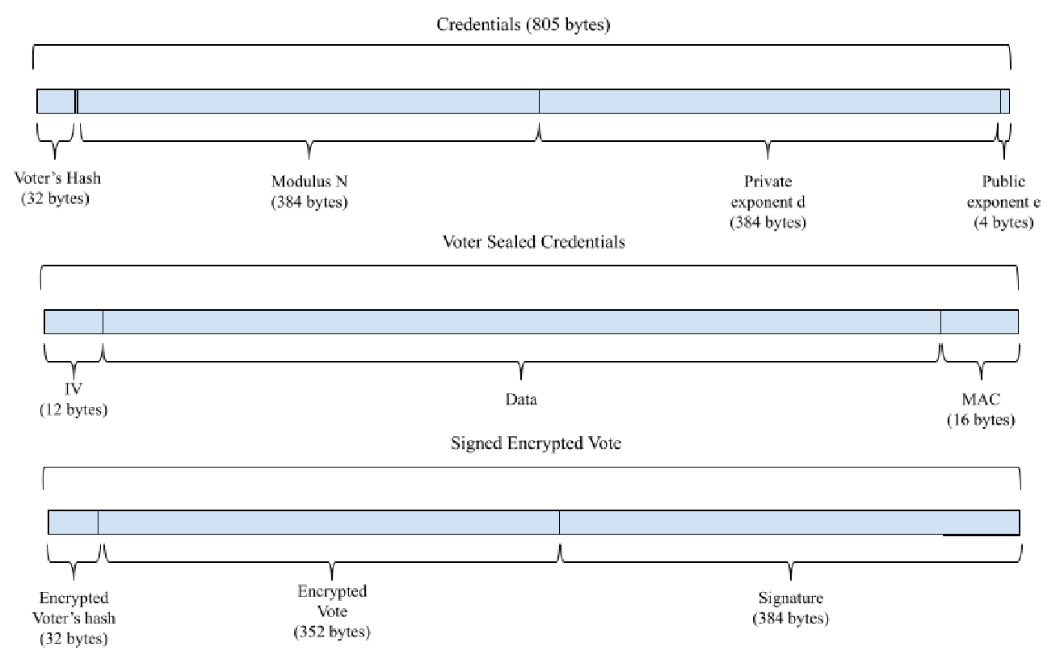 Credentials (805 bytes)
Voter's Hash
(32 bytes)
Modulus N
(384 bytes)
Private
exponent d
(384 bytes)
Public
exponent e
(4 bytes)
Voter Sealed Credentials
IV
(12 bytes)
Data
MAC
(16 bytes)
Signed Encrypted Vote
Encrypted
Voter's hash
(32 bytes)
Encrypted
Vote
(352 bytes)
Signature
(384 bytes)